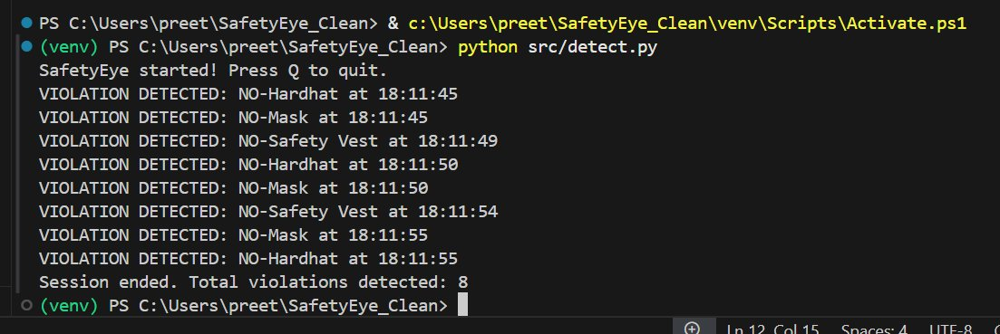 PS C:\Users\preet\SafetyEye_Clean> & c:\Users\preet\SafetyEye_Clean\venv\Scripts\Activate.ps1
(venv) PS C:\Users\preet\SafetyEye_Clean> python src/detect.py
SafetyEye started! Press Q to quit.
VIOLATION DETECTED: NO-Hardhat at 18:11:45
VIOLATION DETECTED: NO-Mask at 18:11:45
VIOLATION DETECTED: NO-Safety Vest at 18:11:49
VIOLATION DETECTED: NO-Hardhat at 18:11:50
VIOLATION DETECTED: NO-Mask at 18:11:50
VIOLATION DETECTED: NO-Safety Vest at 18:11:54
VIOLATION DETECTED: NO-Mask at 18:11:55
VIOLATION DETECTED: NO-Hardhat at 18:11:55
Session ended. Total violations detected: 8
(venv) PS C:\Users\preet\SafetyEye_Clean>
Ln 12, Col 15 Spaces: 4 UTF-8